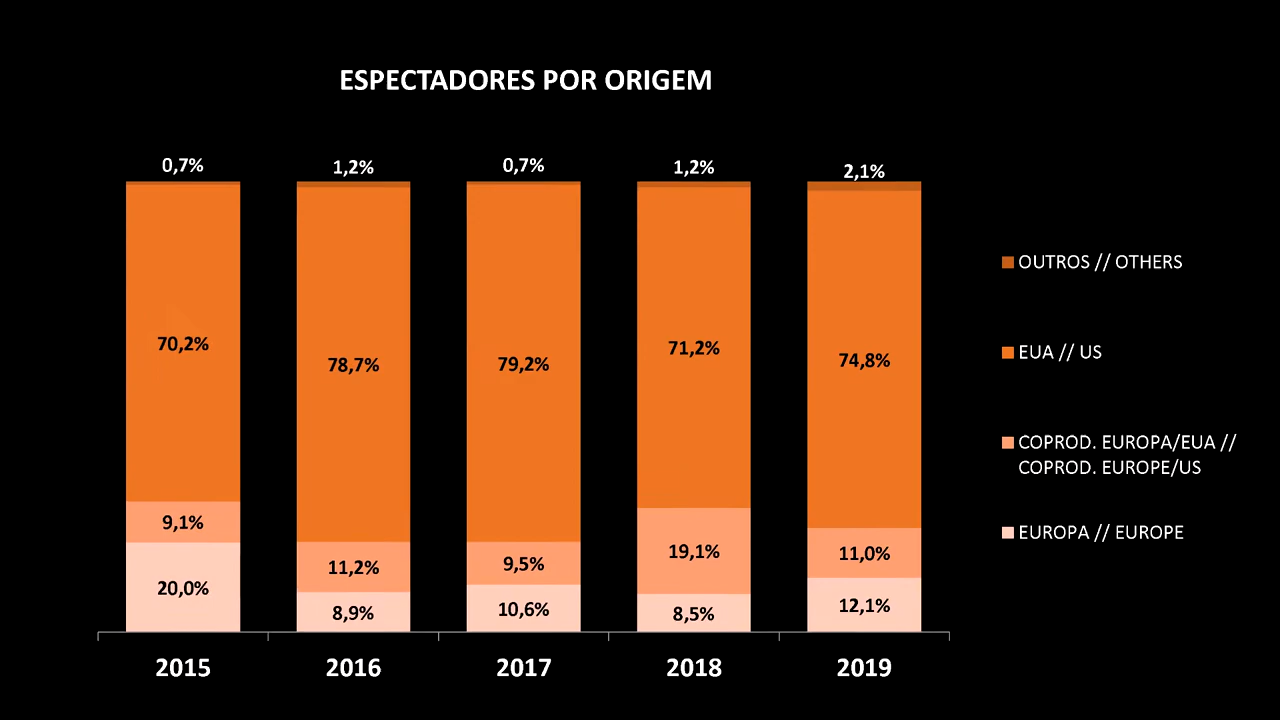 ESPECTADORES POR ORIGEM
0,7% 1,2% 0,7% 1,2% 2,1%
70,2% 78,7% 79,2% 71,2% 74,8%
9,1% 11,2% 9,5% 19,1% 11,0%
20,0% 8,9% 10,6% 8,5% 12,1%
2015 2016 2017 2018 2019
OUTROS // OTHERS
EUA // US
COPROD. EUROPA/EUA //
COPROD. EUROPE/US
EUROPA // EUROPE